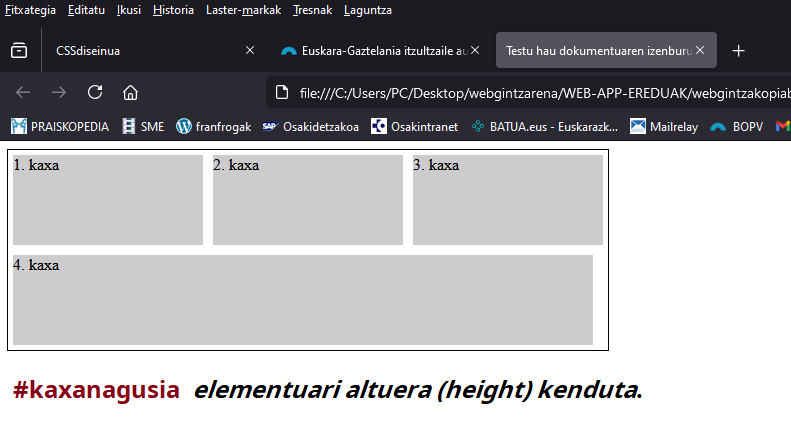 Fitxategia Editatu Ikusi Historia Laster-markak Tresnak Laguntza
CSSdiseinua Euskara-Gaztelania itzultzaile au Testu hau dokumentuaren izenburu
file:///C:/Users/PC/Desktop/webgintzarena/WEB-APP-EREDUAK/webgintzakopiab
PRAISKOPEDIA SME franfrogak Osakidetzakoa Osakintranet BATUA.eus - Euskarazk... Mailrelay BOPV
1. kaxa 2. kaxa 3. kaxa
4. kaxa
#kaxanagusia elementuari altuera (height) kenduta.